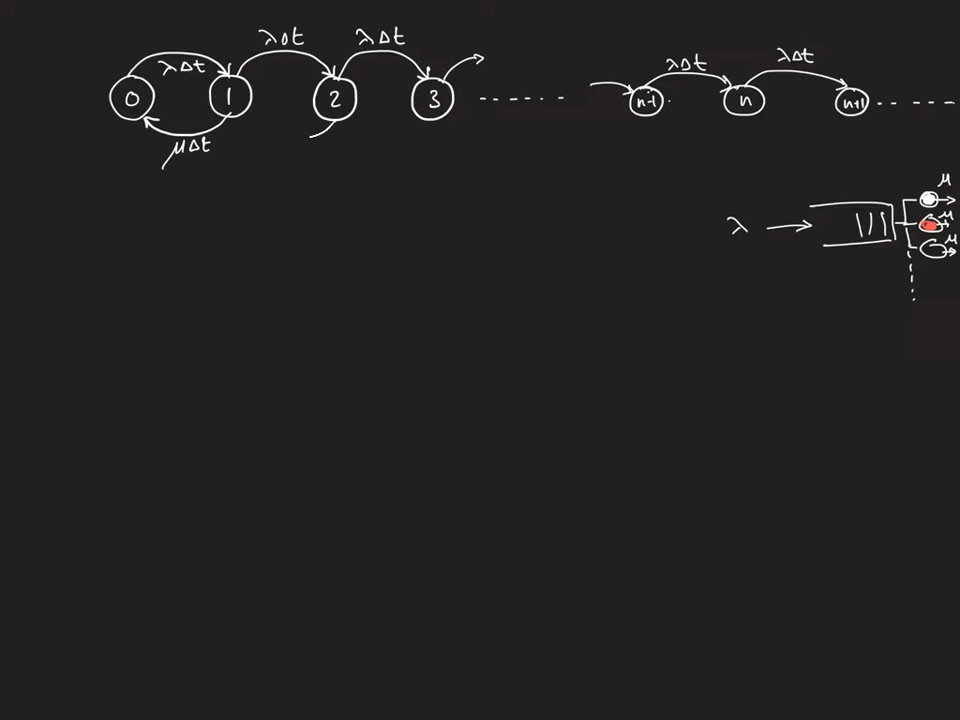 λΔt λΔt λΔt λΔt λΔt
0 1 2 3 ------ n-1 n n+1 ------
μΔt
μ
λ → μ
μ